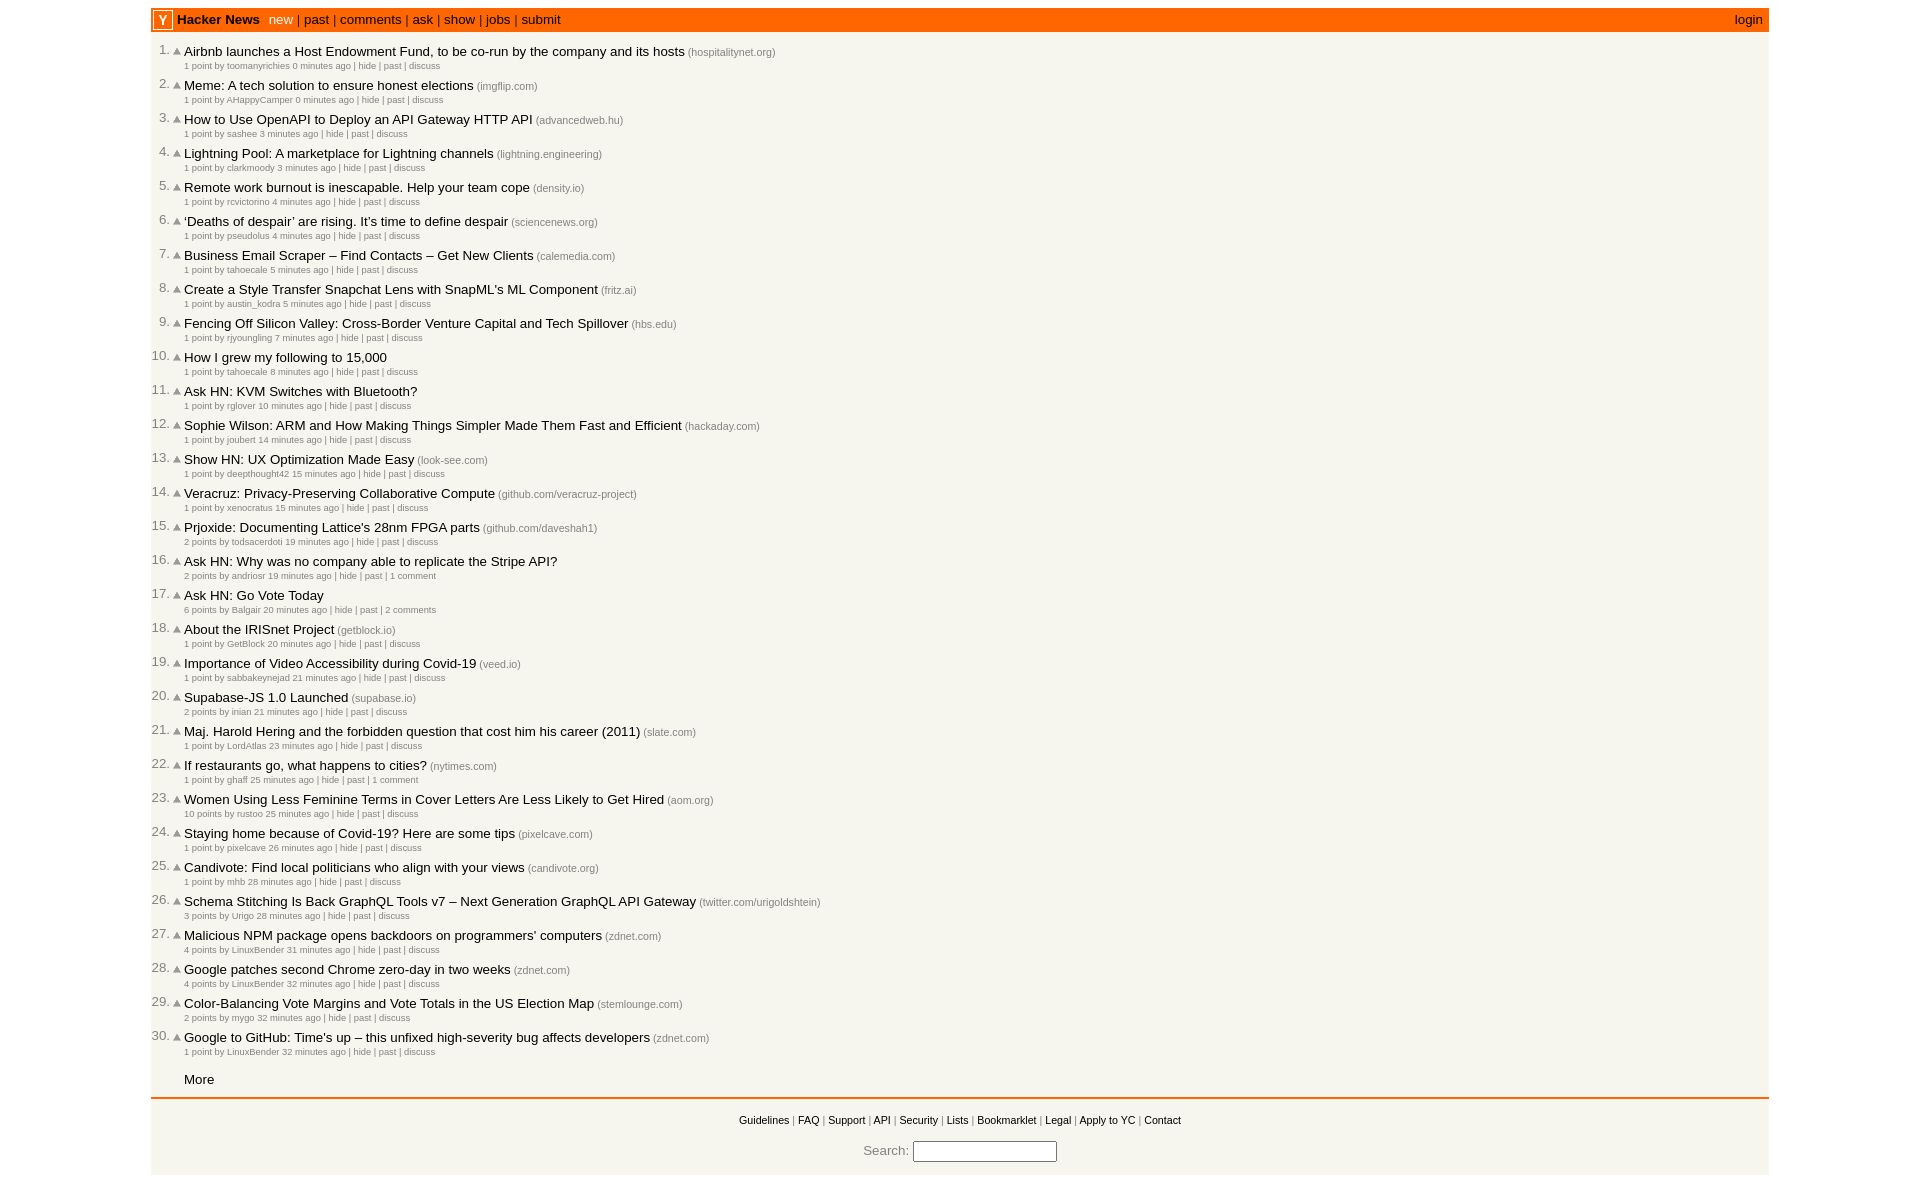 Y Hacker News new | past | comments | ask | show | jobs | submit login
1. Airbnb launches a Host Endowment Fund, to be co-run by the company and its hosts (hospitalitynet.org)
1 point by toomanyrichies 0 minutes ago | hide | past | discuss
2. Meme: A tech solution to ensure honest elections (imgflip.com)
1 point by AHappyCamper 0 minutes ago | hide | past | discuss
3. How to Use OpenAPI to Deploy an API Gateway HTTP API (advancedweb.hu)
1 point by sashee 3 minutes ago | hide | past | discuss
4. Lightning Pool: A marketplace for Lightning channels (lightning.engineering)
1 point by clarkmoody 3 minutes ago | hide | past | discuss
5. Remote work burnout is inescapable. Help your team cope (density.io)
1 point by rcvictorino 4 minutes ago | hide | past | discuss
6. ‘Deaths of despair’ are rising. It’s time to define despair (sciencenews.org)
1 point by pseudolus 4 minutes ago | hide | past | discuss
7. Business Email Scraper – Find Contacts – Get New Clients (calemedia.com)
1 point by tahoecale 5 minutes ago | hide | past | discuss
8. Create a Style Transfer Snapchat Lens with SnapML's ML Component (fritz.ai)
1 point by austin_kodra 5 minutes ago | hide | past | discuss
9. Fencing Off Silicon Valley: Cross-Border Venture Capital and Tech Spillover (hbs.edu)
1 point by rjyoungling 7 minutes ago | hide | past | discuss
10. How I grew my following to 15,000
1 point by tahoecale 8 minutes ago | hide | past | discuss
11. Ask HN: KVM Switches with Bluetooth?
1 point by rglover 10 minutes ago | hide | past | discuss
12. Sophie Wilson: ARM and How Making Things Simpler Made Them Fast and Efficient (hackaday.com)
1 point by joubert 14 minutes ago | hide | past | discuss
13. Show HN: UX Optimization Made Easy (look-see.com)
1 point by deepthought42 15 minutes ago | hide | past | discuss
14. Veracruz: Privacy-Preserving Collaborative Compute (github.com/veracruz-project)
1 point by xenocratus 15 minutes ago | hide | past | discuss
15. Prjoxide: Documenting Lattice's 28nm FPGA parts (github.com/daveshah1)
2 points by todsacerdoti 19 minutes ago | hide | past | discuss
16. Ask HN: Why was no company able to replicate the Stripe API?
2 points by andriosr 19 minutes ago | hide | past | 1 comment
17. Ask HN: Go Vote Today
6 points by Balgair 20 minutes ago | hide | past | 2 comments
18. About the IRISnet Project (getblock.io)
1 point by GetBlock 20 minutes ago | hide | past | discuss
19. Importance of Video Accessibility during Covid-19 (veed.io)
1 point by sabbakeynejad 21 minutes ago | hide | past | discuss
20. Supabase-JS 1.0 Launched (supabase.io)
2 points by inian 21 minutes ago | hide | past | discuss
21. Maj. Harold Hering and the forbidden question that cost him his career (2011) (slate.com)
1 point by LordAtlas 23 minutes ago | hide | past | discuss
22. If restaurants go, what happens to cities? (nytimes.com)
1 point by ghaff 25 minutes ago | hide | past | 1 comment
23. Women Using Less Feminine Terms in Cover Letters Are Less Likely to Get Hired (aom.org)
10 points by rustoo 25 minutes ago | hide | past | discuss
24. Staying home because of Covid-19? Here are some tips (pixelcave.com)
1 point by pixelcave 26 minutes ago | hide | past | discuss
25. Candivote: Find local politicians who align with your views (candivote.org)
1 point by mhb 28 minutes ago | hide | past | discuss
26. Schema Stitching Is Back GraphQL Tools v7 – Next Generation GraphQL API Gateway (twitter.com/urigoldshtein)
3 points by Urigo 28 minutes ago | hide | past | discuss
27. Malicious NPM package opens backdoors on programmers' computers (zdnet.com)
4 points by LinuxBender 31 minutes ago | hide | past | discuss
28. Google patches second Chrome zero-day in two weeks (zdnet.com)
4 points by LinuxBender 32 minutes ago | hide | past | discuss
29. Color-Balancing Vote Margins and Vote Totals in the US Election Map (stemlounge.com)
2 points by mygo 32 minutes ago | hide | past | discuss
30. Google to GitHub: Time's up – this unfixed high-severity bug affects developers (zdnet.com)
1 point by LinuxBender 32 minutes ago | hide | past | discuss
More
Guidelines | FAQ | Support | API | Security | Lists | Bookmarklet | Legal | Apply to YC | Contact
Search: